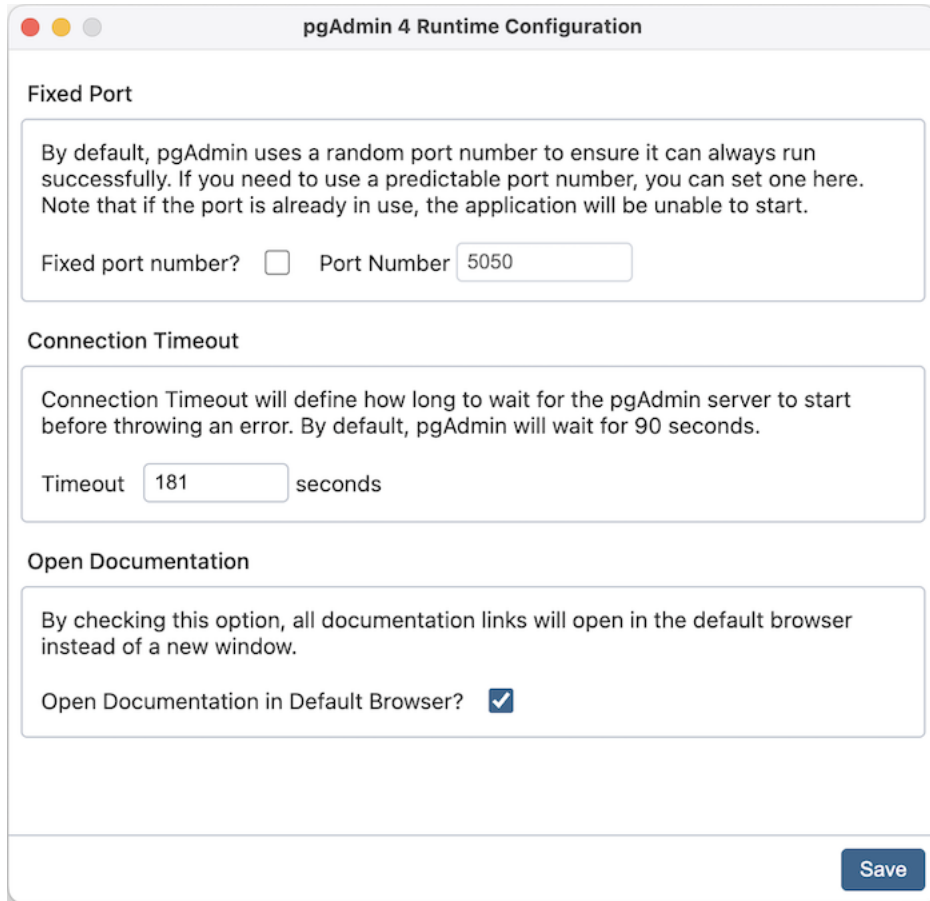 pgAdmin 4 Runtime Configuration
Fixed Port
By default, pgAdmin uses a random port number to ensure it can always run
successfully. If you need to use a predictable port number, you can set one here.
Note that if the port is already in use, the application will be unable to start.
Fixed port number? Port Number 5050
Connection Timeout
Connection Timeout will define how long to wait for the pgAdmin server to start
before throwing an error. By default, pgAdmin will wait for 90 seconds.
Timeout 181 seconds
Open Documentation
By checking this option, all documentation links will open in the default browser
instead of a new window.
Open Documentation in Default Browser?
Save